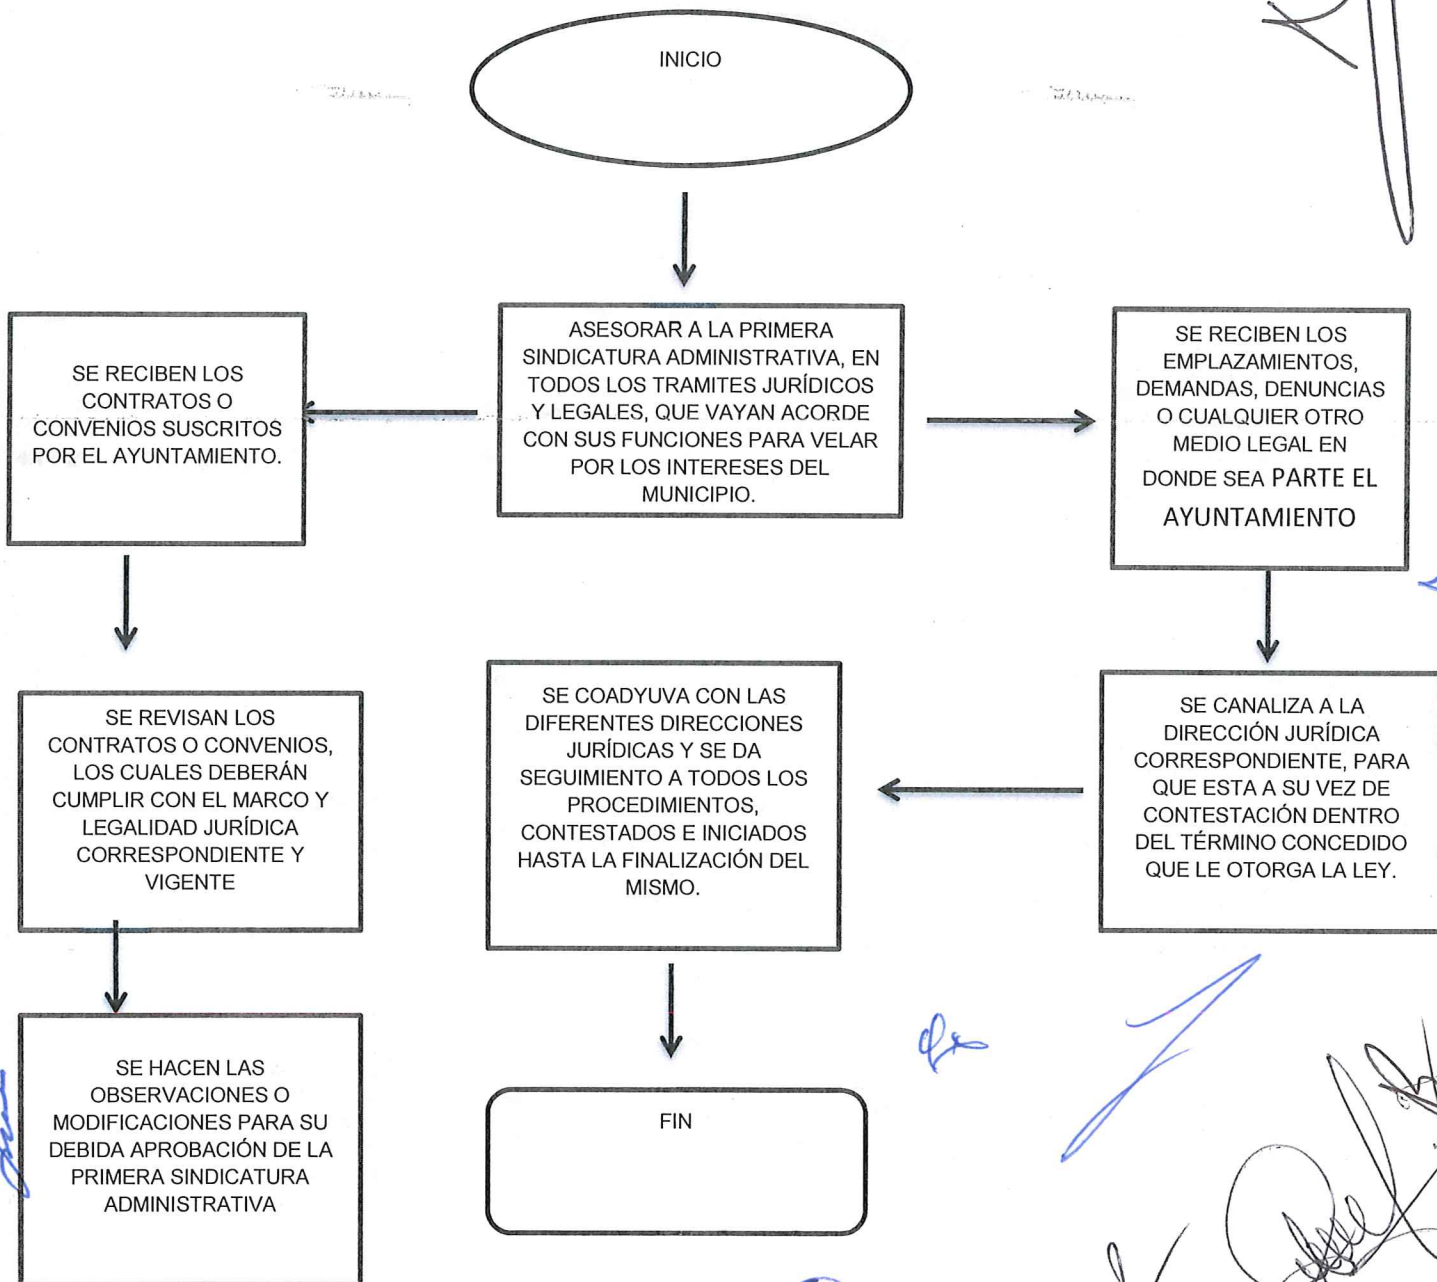 INICIO
ASESORAR A LA PRIMERA
SINDICATURA ADMINISTRATIVA, EN
TODOS LOS TRAMITES JURÍDICOS
Y LEGALES, QUE VAYAN ACORDE
CON SUS FUNCIONES PARA VELAR
POR LOS INTERESES DEL
MUNICIPIO.
SE RECIBEN LOS
CONTRATOS O
CONVENIOS SUSCRITOS
POR EL AYUNTAMIENTO.
SE REVISAN LOS
CONTRATOS O CONVENIOS,
LOS CUALES DEBERÁN
CUMPLIR CON EL MARCO Y
LEGALIDAD JURÍDICA
CORRESPONDIENTE Y
VIGENTE
SE HACEN LAS
OBSERVACIONES O
MODIFICACIONES PARA SU
DEBIDA APROBACIÓN DE LA
PRIMERA SINDICATURA
ADMINISTRATIVA
SE RECIBEN LOS
EMPLAZAMIENTOS,
DEMANDAS, DENUNCIAS
O CUALQUIER OTRO
MEDIO LEGAL EN
DONDE SEA PARTE EL
AYUNTAMIENTO
SE CANALIZA A LA
DIRECCIÓN JURÍDICA
CORRESPONDIENTE, PARA
QUE ESTA A SU VEZ DE
CONTESTACIÓN DENTRO
DEL TÉRMINO CONCEDIDO
QUE LE OTORGA LA LEY.
SE COADYUVA CON LAS
DIFERENTES DIRECCIONES
JURÍDICAS Y SE DA
SEGUIMIENTO A TODOS LOS
PROCEDIMIENTOS,
CONTESTADOS E INICIADOS
HASTA LA FINALIZACIÓN DEL
MISMO.
FIN